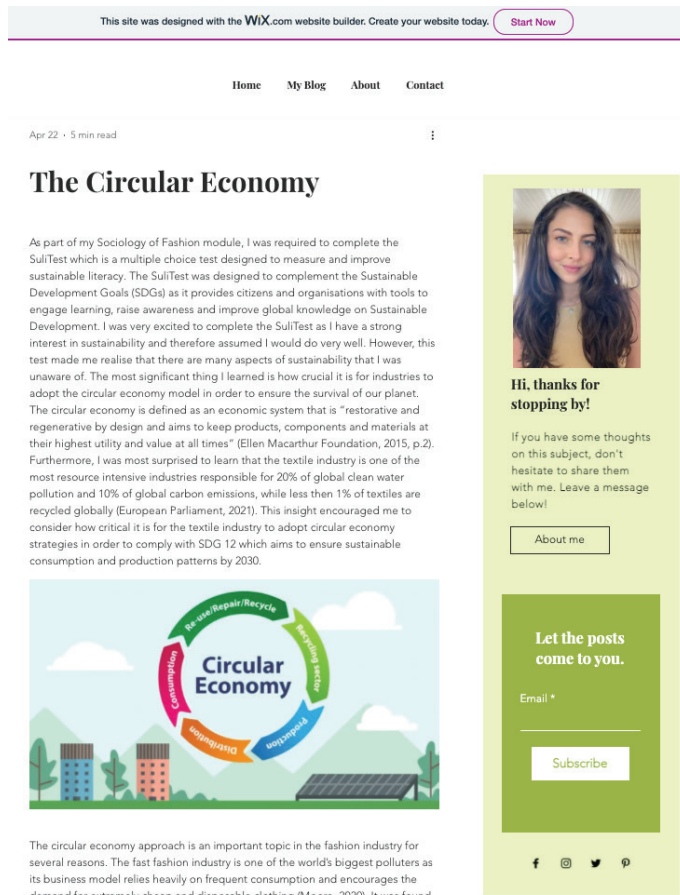 This site was designed with the WiX.com website builder. Create your website today. Start Now
Home My Blog About Contact
Apr 22 · 5 min read
The Circular Economy
As part of my Sociology of Fashion module, I was required to complete the
SuliTest which is a multiple choice test designed to measure and improve
sustainable literacy. The SuliTest was designed to complement the Sustainable
Development Goals (SDGs) as it provides citizens and organisations with tools to
engage learning, raise awareness and improve global knowledge on Sustainable
Development. I was very excited to complete the SuliTest as I have a strong
interest in sustainability and therefore assumed I would do very well. However, this
test made me realise that there are many aspects of sustainability that I was
unaware of. The most significant thing I learned is how crucial it is for industries to
adopt the circular economy model in order to ensure the survival of our planet.
The circular economy is defined as an economic system that is “restorative and
regenerative by design and aims to keep products, components and materials at
their highest utility and value at all times” (Ellen Macarthur Foundation, 2015, p.2).
Furthermore, I was most surprised to learn that the textile industry is one of the
most resource intensive industries responsible for 20% of global clean water
pollution and 10% of global carbon emissions, while less then 1% of textiles are
recycled globally (European Parliament, 2021). This insight encouraged me to
consider how critical it is for the textile industry to adopt circular economy
strategies in order to comply with SDG 12 which aims to ensure sustainable
consumption and production patterns by 2030.
Circular
Economy
Re-use/Repair/Recycle
Recycling sector
Production
Distribution
Consumption
The circular economy approach is an important topic in the fashion industry for
several reasons. The fast fashion industry is one of the world's biggest polluters as
its business model relies heavily on frequent consumption and encourages the
demand for extremely cheap and disposable clothing (Moore, 2020). It was found
Hi, thanks for
stopping by!
If you have some thoughts
on this subject, don't
hesitate to share them
with me. Leave a message
below!
About me
Let the posts
come to you.
Email *
Subscribe